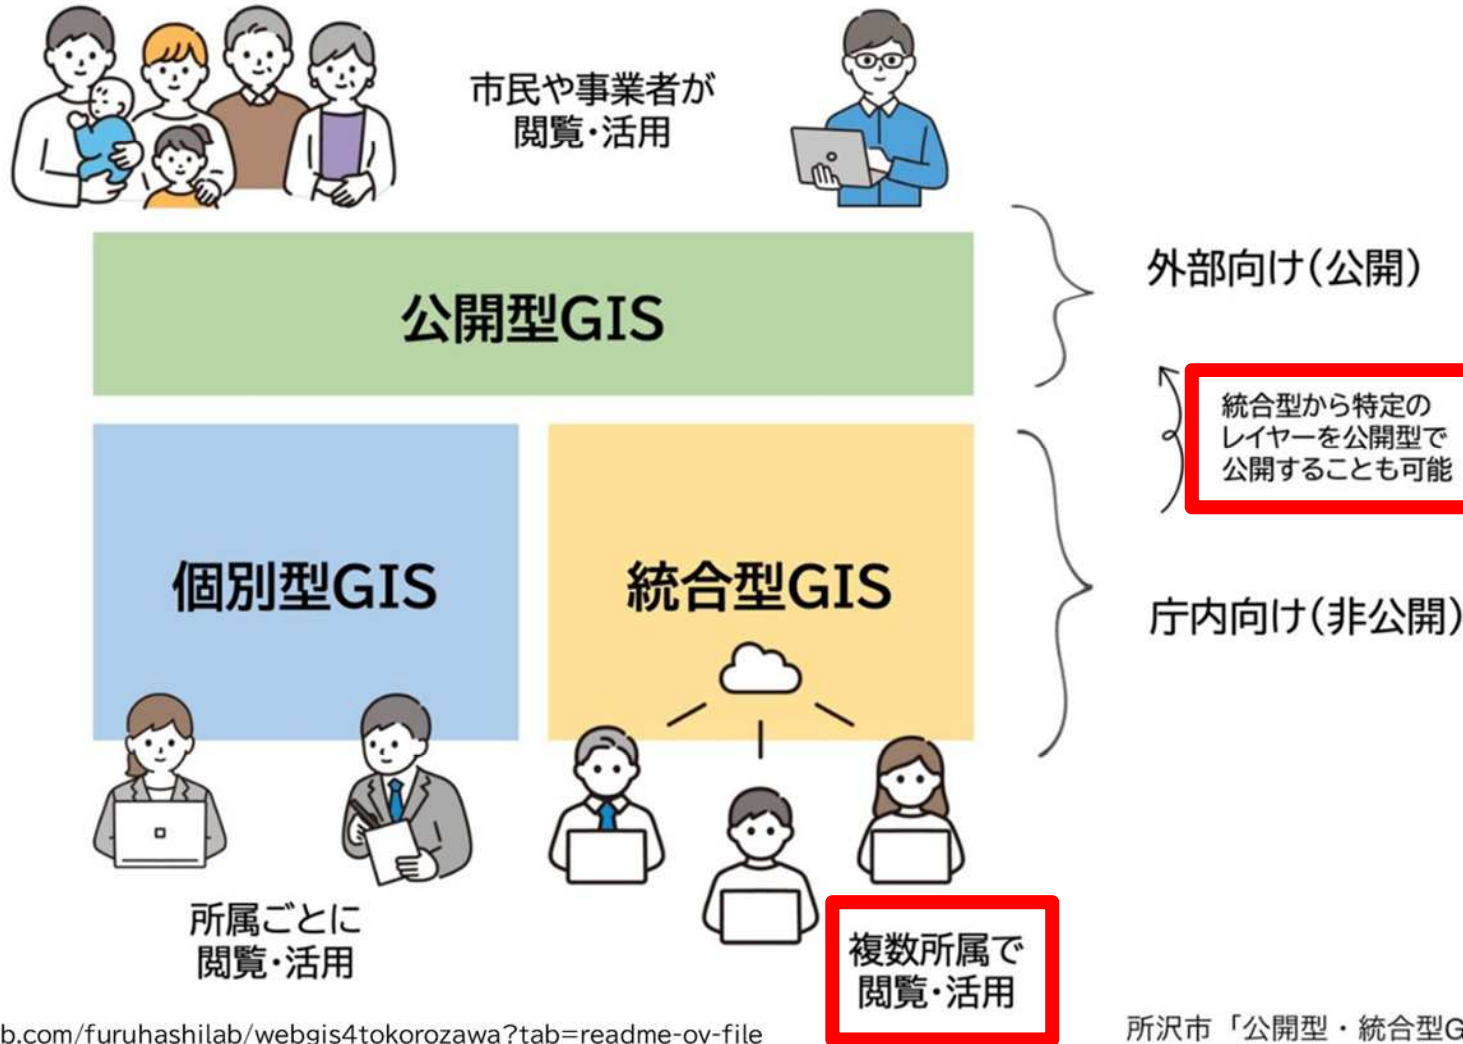 市民や事業者が
閲覧・活用
公開型GIS
外部向け(公開)
統合型から特定の
レイヤーを公開型で
公開することも可能
個別型GIS
統合型GIS
庁内向け(非公開)
所属ごとに
閲覧・活用
複数所属で
閲覧・活用
b.com/furuhashilab/webgis4tokorozawa?tab=readme-ov-file
所沢市「公開型・統合型G